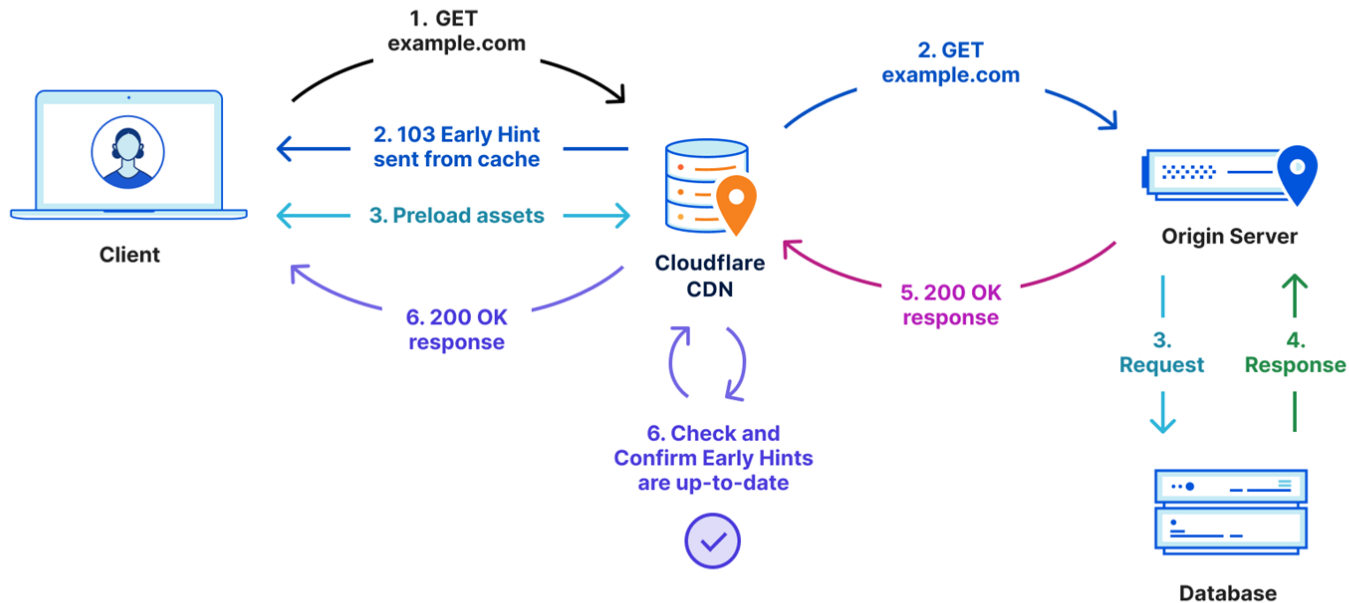 1. GET
example.com
2. GET
example.com
2. 103 Early Hint
sent from cache
3. Preload assets
Client
Cloudflare
CDN
Origin Server
5. 200 OK
response
6. 200 OK
response
3.
Request
4.
Response
6. Check and
Confirm Early Hints
are up-to-date
Database